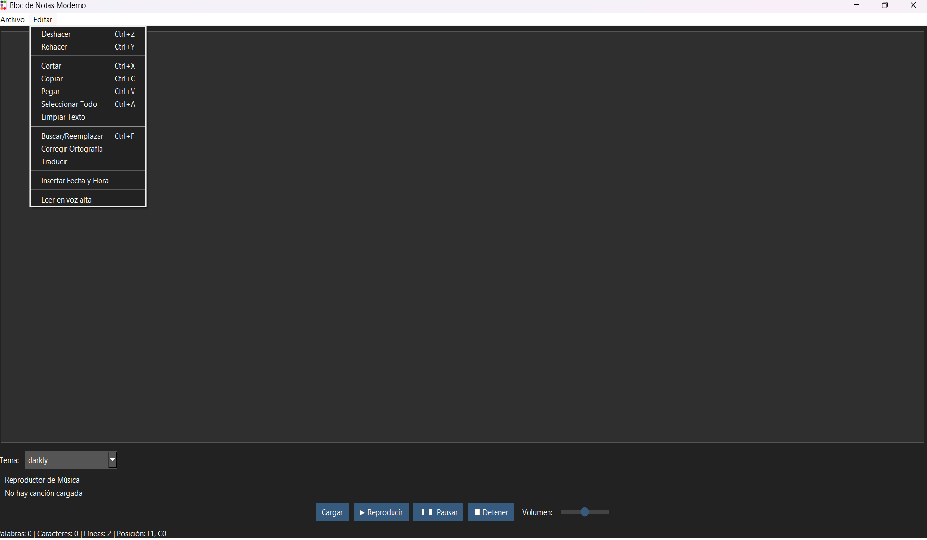 Bloc de Notas Moderno
Archivo Editar
Deshacer Ctrl+Z
Rehacer Ctrl+Y
Cortar Ctrl+X
Copiar Ctrl+C
Pegar Ctrl+V
Seleccionar Todo Ctrl+A
Limpiar Texto
Buscar/Reemplazar Ctrl+F
Corregir Ortografía
Traducir
Insertar Fecha y Hora
Leer en voz alta
Tema: darkly
Reproductor de Música
No hay canción cargada
Cargar ▶ Reproducir ⏸ Pausar ⏹ Detener Volumen:
alabras: 0 | Caracteres: 0 | Líneas: 2 | Posición: L1, C0